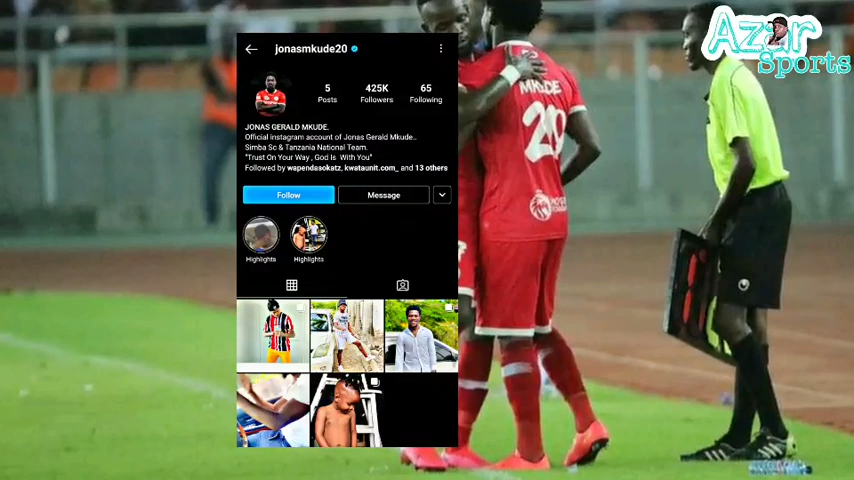 jonasmkude20
5
425K
65
Posts
Followers
Following
JONAS GERALD MKUDE.
Official instagram account of Jonas Gerald Mkude..
Simba Sc & Tanzania National Team.
"Trust On Your Way , God Is With You"
Followed by wapendasokatz, kwataunit.com_ and 13 others
Follow
Message
Highlights
Highlights
MKUDE
20
Azar
Sports